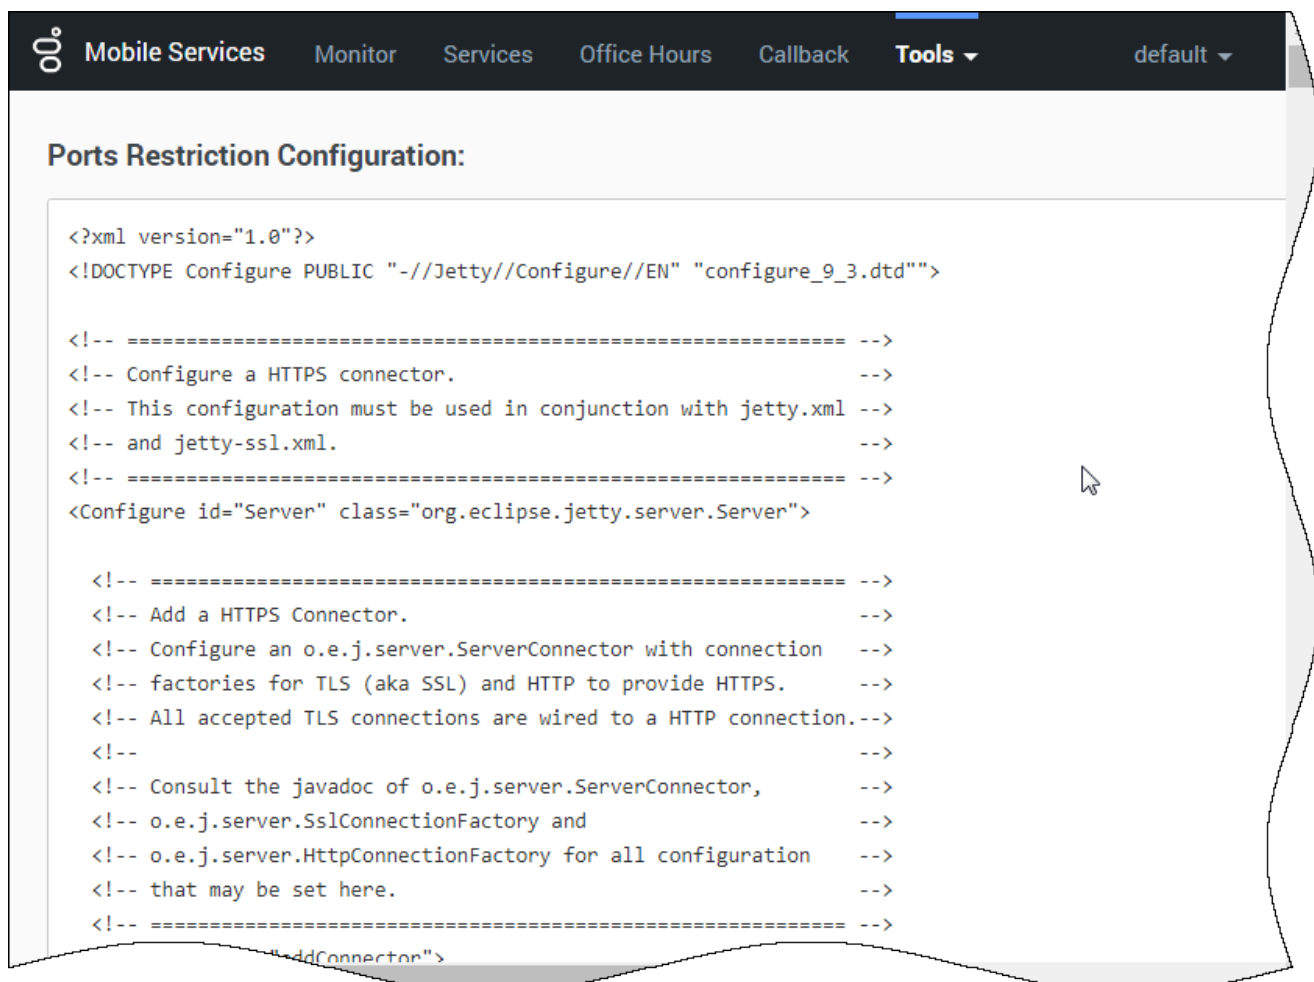 Mobile Services Monitor Services Office Hours Callback Tools default
Ports Restriction Configuration:
<?xml version="1.0"?>
<!DOCTYPE Configure PUBLIC "-//Jetty//Configure//EN" "configure_9_3.dtd"">
<!-- ============================================================= -->
<!-- Configure a HTTPS connector.                                  -->
<!-- This configuration must be used in conjunction with jetty.xml -->
<!-- and jetty-ssl.xml.                                            -->
<!-- ============================================================= -->
<Configure id="Server" class="org.eclipse.jetty.server.Server">
  <!-- =========================================================== -->
  <!-- Add a HTTPS Connector.                                      -->
  <!-- Configure an o.e.j.server.ServerConnector with connection   -->
  <!-- factories for TLS (aka SSL) and HTTP to provide HTTPS.      -->
  <!-- All accepted TLS connections are wired to a HTTP connection.-->
  <!--                                                             -->
  <!-- Consult the javadoc of o.e.j.server.ServerConnector,        -->
  <!-- o.e.j.server.SslConnectionFactory and                       -->
  <!-- o.e.j.server.HttpConnectionFactory for all configuration    -->
  <!-- that may be set here.                                       -->
  <!-- =========================================================== -->
"addConnector">